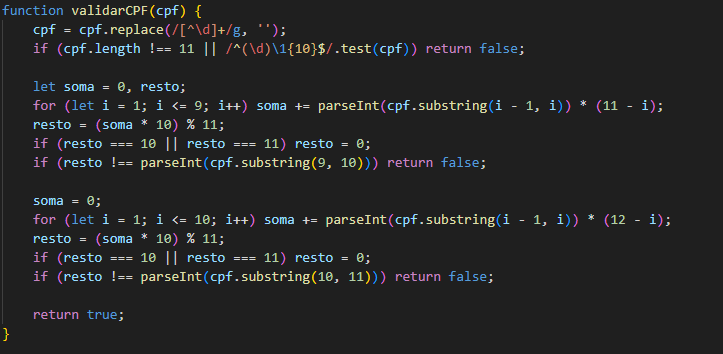 function validarCPF(cpf) {
    cpf = cpf.replace(/[^\d]+/g, '');
    if (cpf.length !== 11 || /^(\d)\1{10}$/.test(cpf)) return false;

    let soma = 0, resto;
    for (let i = 1; i <= 9; i++) soma += parseInt(cpf.substring(i - 1, i)) * (11 - i);
    resto = (soma * 10) % 11;
    if (resto === 10 || resto === 11) resto = 0;
    if (resto !== parseInt(cpf.substring(9, 10))) return false;

    soma = 0;
    for (let i = 1; i <= 10; i++) soma += parseInt(cpf.substring(i - 1, i)) * (12 - i);
    resto = (soma * 10) % 11;
    if (resto === 10 || resto === 11) resto = 0;
    if (resto !== parseInt(cpf.substring(10, 11))) return false;

    return true;
}